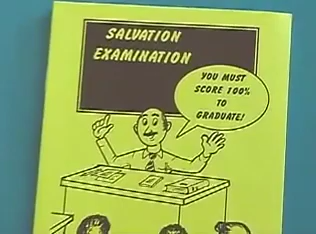 SALVATION
EXAMINATION
YOU MUST
SCORE 100%
TO
GRADUATE!